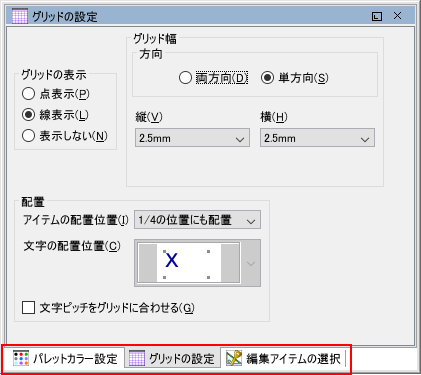 グリッドの設定
グリッド幅
方向
両方向(D)
単方向(S)
グリッドの表示
点表示(P)
線表示(L)
表示しない(N)
縦(V)
横(H)
2.5mm
2.5mm
配置
アイテムの配置位置(I)
1/4の位置にも配置
文字の配置位置(C)
X
文字ピッチをグリッドに合わせる(G)
パレットカラー設定
グリッドの設定
編集アイテムの選択